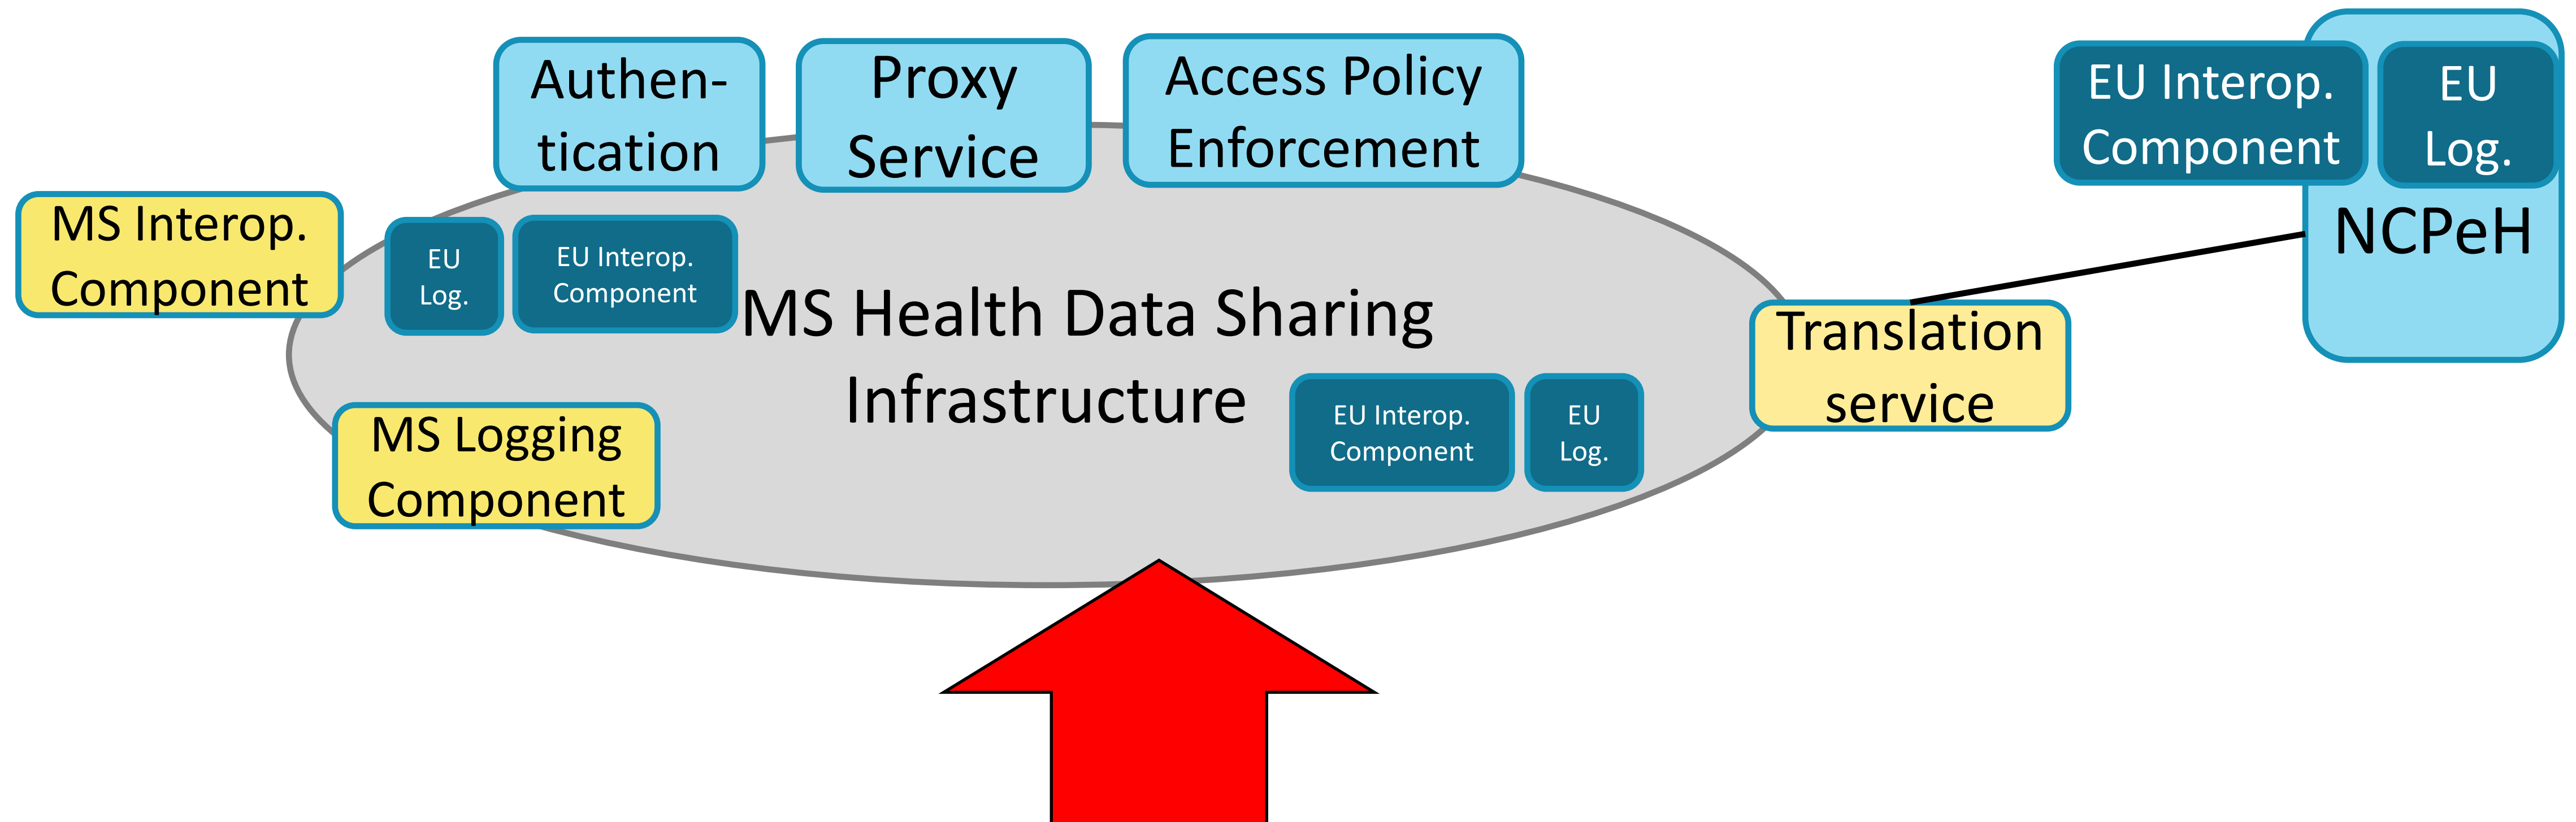 Authen-
tication
Proxy
Service
Access Policy
Enforcement
EU Interop.
Component
EU
Log.
NCPeH
MS Interop.
Component
EU
Log.
EU Interop.
Component
MS Health Data Sharing
Infrastructure
Translation
service
EU Interop.
Component
EU
Log.
MS Logging
Component